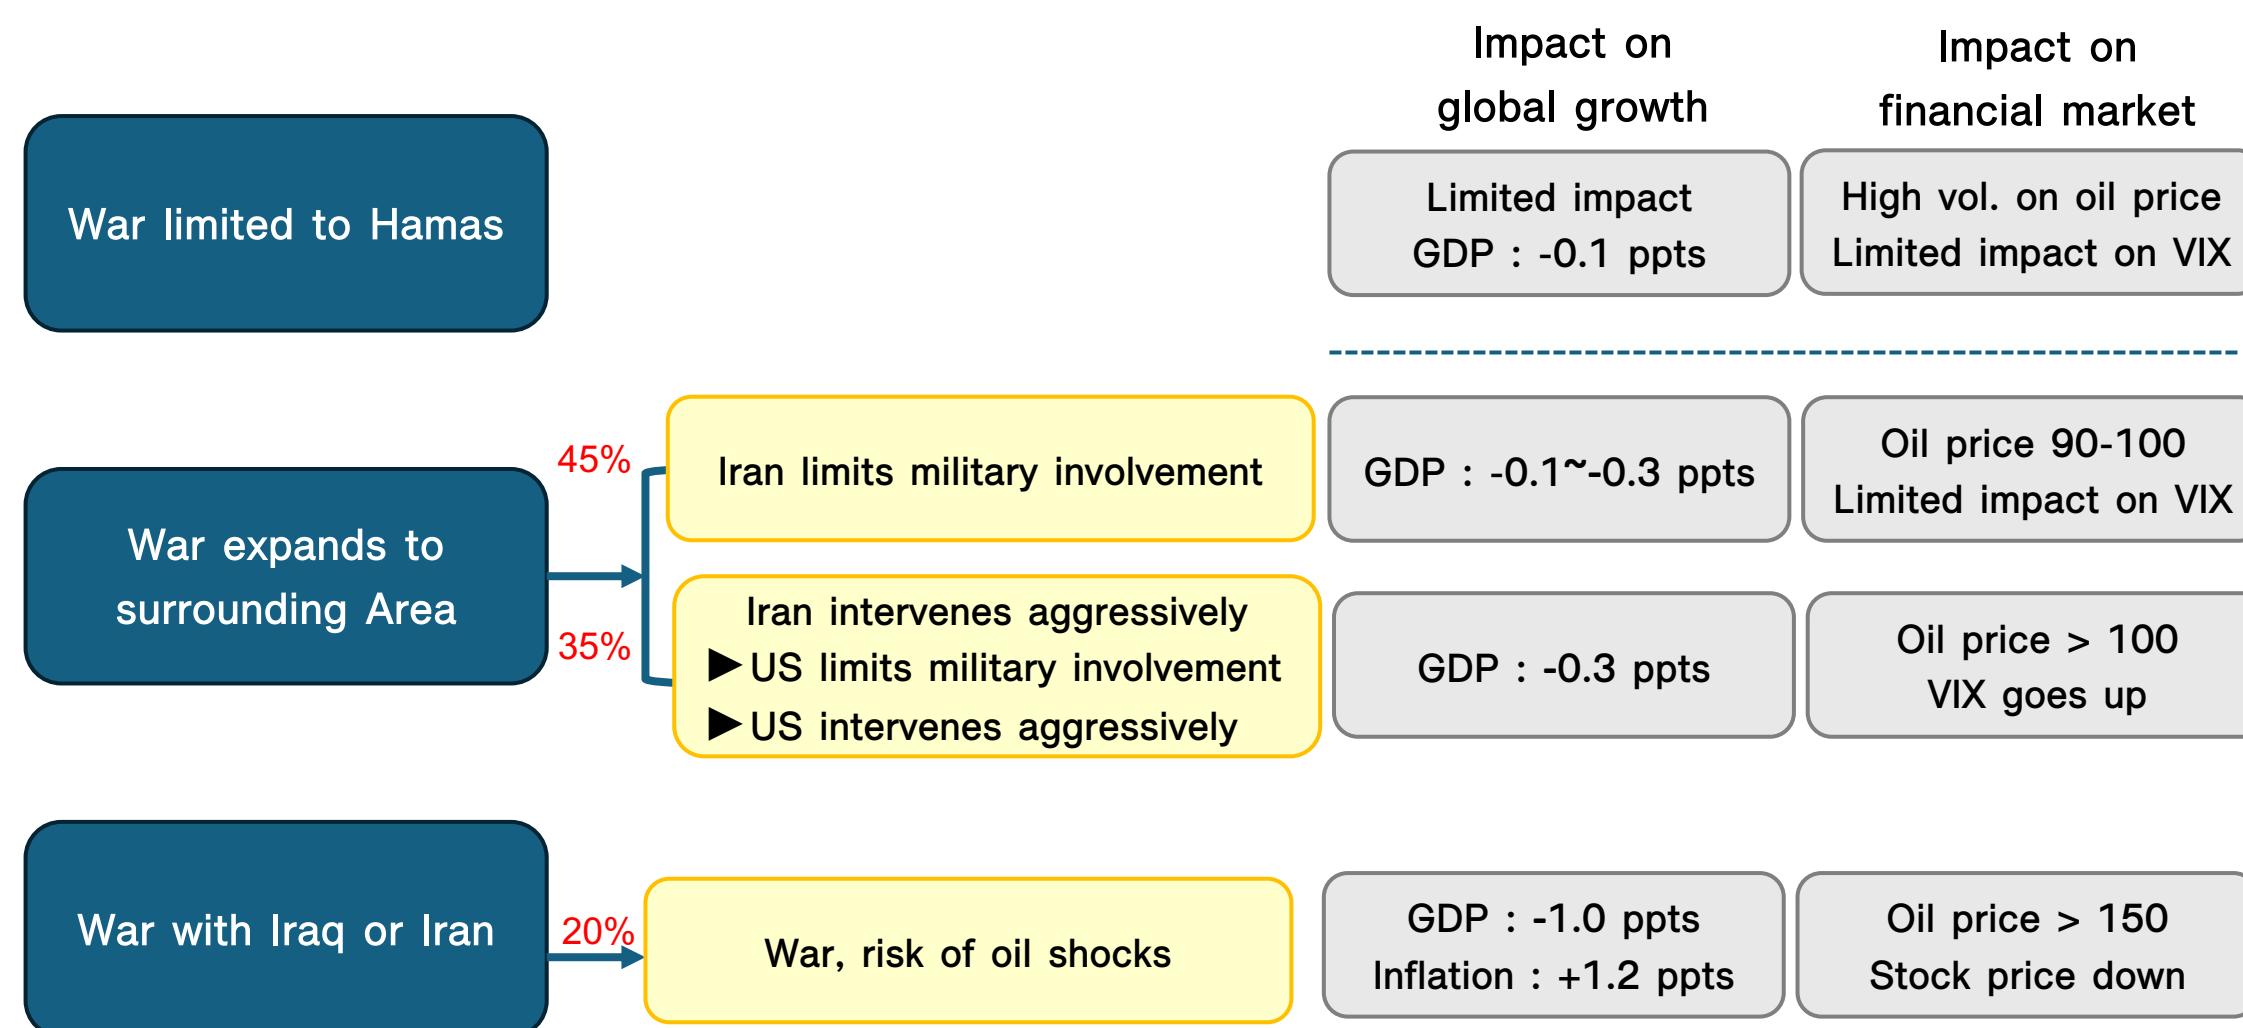 Impact on
global growth
Impact on
financial market
War limited to Hamas
Limited impact
GDP : -0.1 ppts
High vol. on oil price
Limited impact on VIX
War expands to
surrounding Area
45%
Iran limits military involvement
GDP : -0.1~-0.3 ppts
Oil price 90-100
Limited impact on VIX
35%
Iran intervenes aggressively
►US limits military involvement
►US intervenes aggressively
GDP : -0.3 ppts
Oil price > 100
VIX goes up
War with Iraq or Iran
20%
War, risk of oil shocks
GDP : -1.0 ppts
Inflation : +1.2 ppts
Oil price > 150
Stock price down